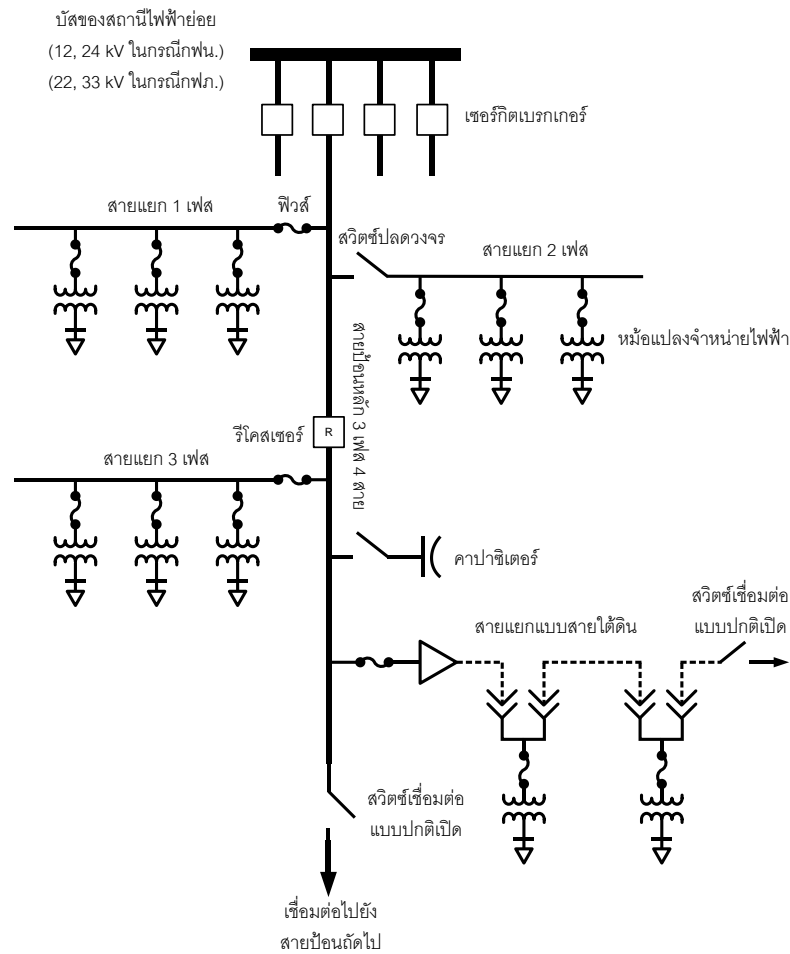 บัสของสถานีไฟฟ้าย่อย
(12, 24 kV ในกรณีกฟน.)
(22, 33 kV ในกรณีกฟภ.)
เซอร์กิตเบรกเกอร์
สายแยก 1 เฟส
ฟิวส์
สวิตซ์ปลดวงจร
สายแยก 2 เฟส
หม้อแปลงจำหน่ายไฟฟ้า
สายป้อนหลัก 3 เฟส 4 สาย
รีโคสเซอร์
R
สายแยก 3 เฟส
คาปาซิเตอร์
สายแยกแบบสายใต้ดิน
สวิตซ์เชื่อมต่อ
แบบปกติเปิด
สวิตซ์เชื่อมต่อ
แบบปกติเปิด
เชื่อมต่อไปยัง
สายป้อนถัดไป